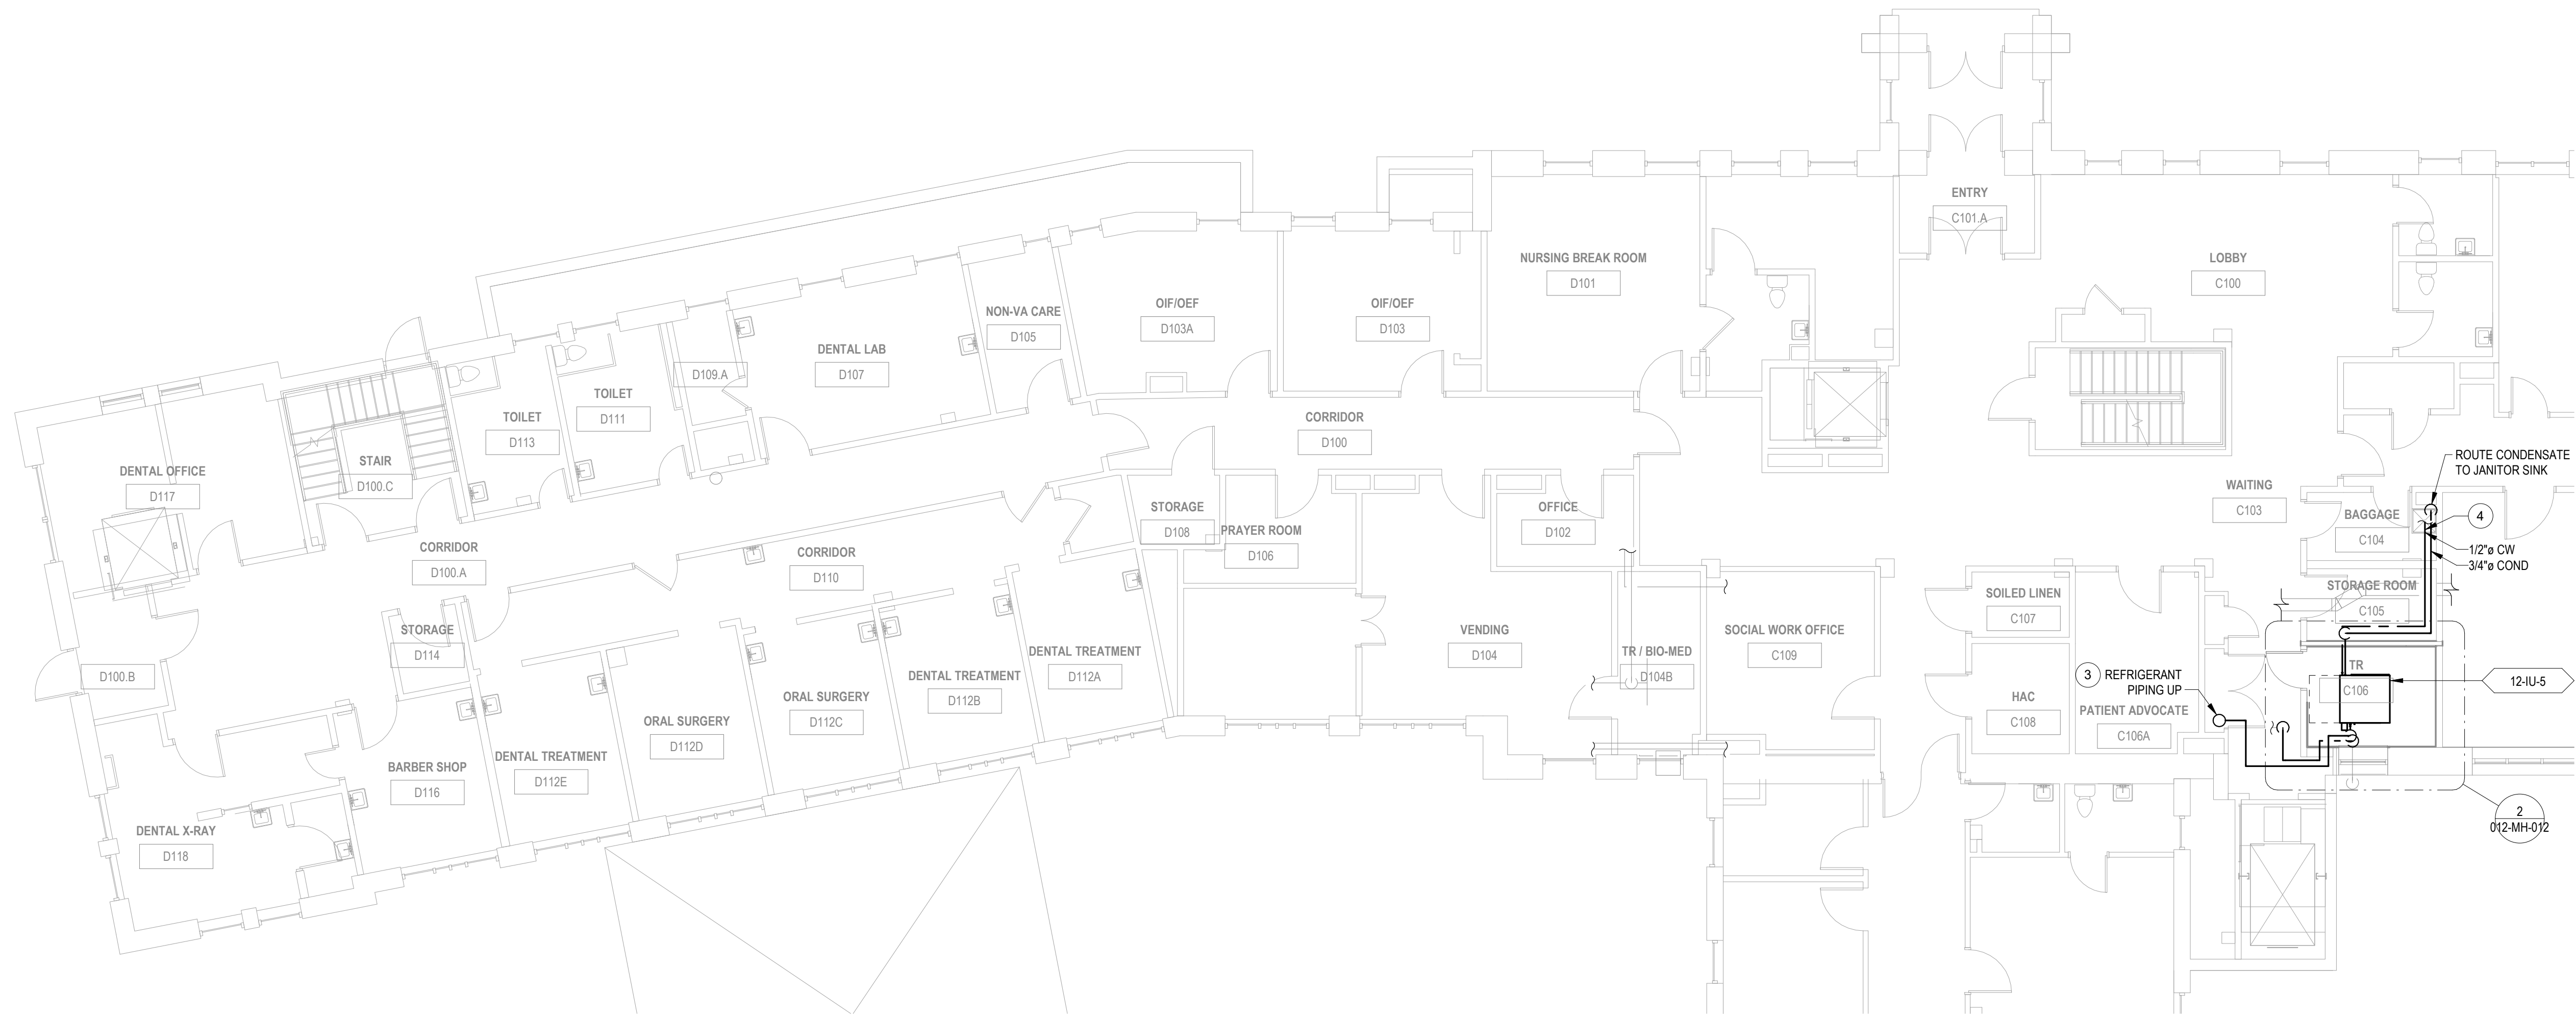 ENTRY
C101.A
LOBBY
C100
NURSING BREAK ROOM
D101
OIF/OEF
D103A
OIF/OEF
D103
NON-VA CARE
D105
DENTAL LAB
D107
D109.A
TOILET
D111
TOILET
D113
STAIR
D100.C
DENTAL OFFICE
D117
CORRIDOR
D100
CORRIDOR
D100.A
CORRIDOR
D110
STORAGE
D108
PRAYER ROOM
D106
OFFICE
D102
WAITING
C103
BAGGAGE
C104
ROUTE CONDENSATE
TO JANITOR SINK
4
1/2"ø CW
3/4"ø COND
STORAGE ROOM
C105
SOILED LINEN
C107
SOCIAL WORK OFFICE
C109
VENDING
D104
TR / BIO-MED
D104B
STORAGE
D114
D100.B
DENTAL TREATMENT
D112A
DENTAL TREATMENT
D112B
ORAL SURGERY
D112C
ORAL SURGERY
D112D
DENTAL TREATMENT
D112E
BARBER SHOP
D116
DENTAL X-RAY
D118
HAC
C108
PATIENT ADVOCATE
C106A
3
REFRIGERANT
PIPING UP
TR
C106
12-IU-5
2
012-MH-012